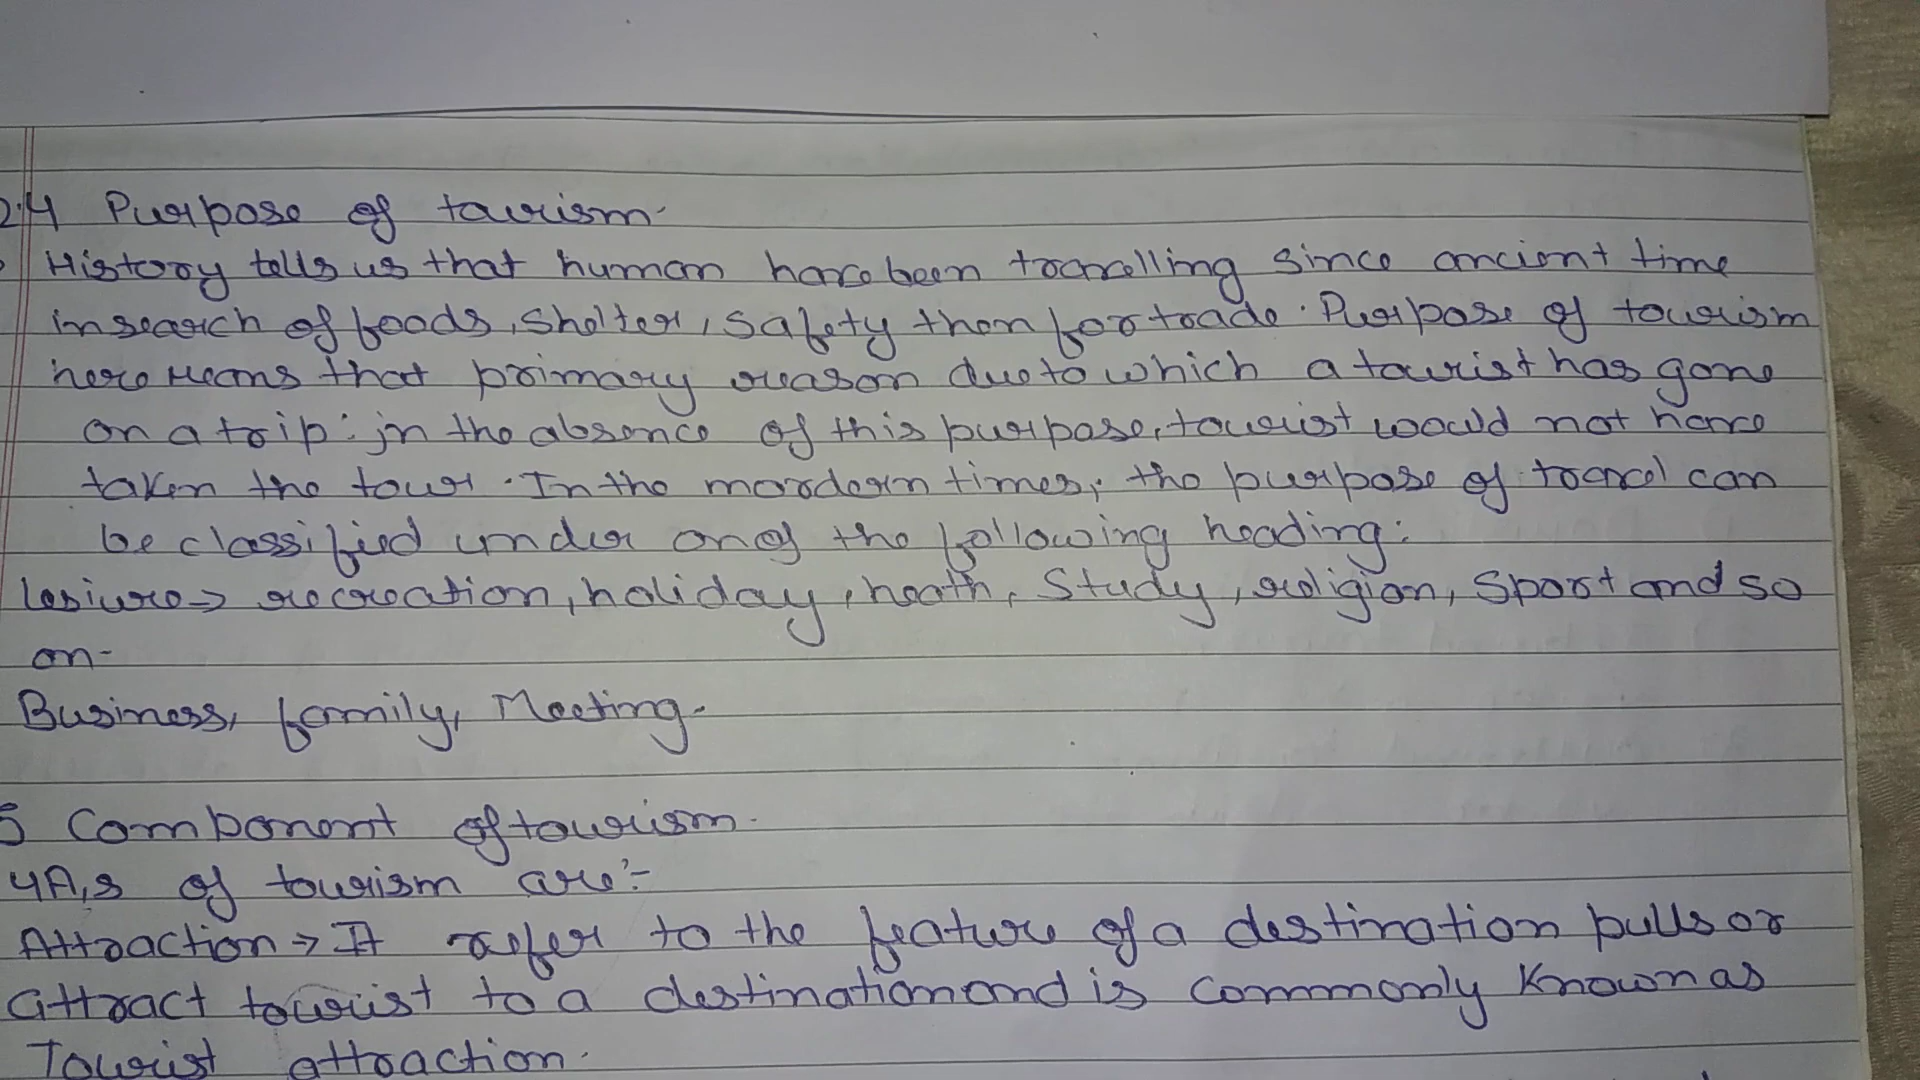 2.4 Purpose of tourism.
History tells us that human have been travelling since ancient time
in search of foods, shelter, safety then for trade. Purpose of tourism
here means that primary reason due to which a tourist has gone
on a trip: in the absence of this purpose, tourist would not have
taken the tour. In the mordern times, the purpose of travel can
be classified under on of the following heading:
lesiure → recreation, holiday, heath, Study, religion, Sport and so
on-
Business, family, Meeting.
5 Component of tourism.
4A,s of tourism are:-
Attraction → It refer to the feature of a destination pulls or
attract tourist to a destination and is commonly known as
Tourist attraction.